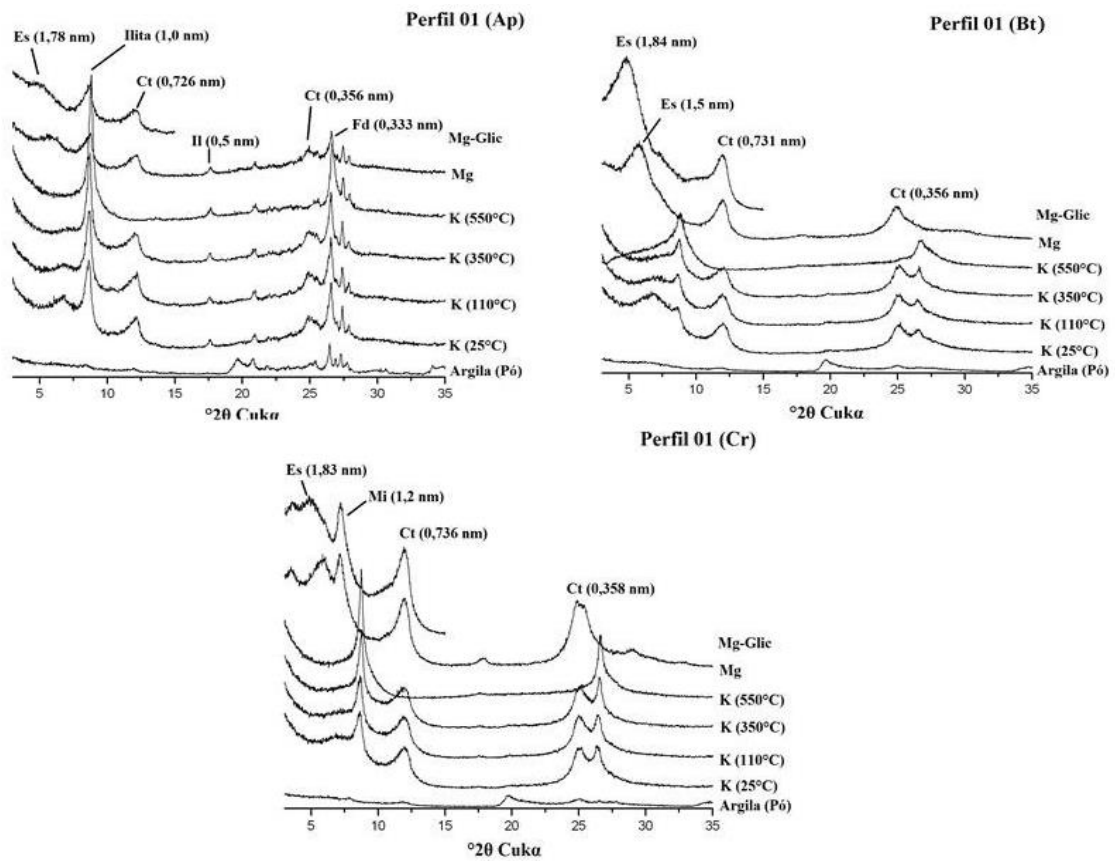 Perfil 01 (Ap)
Es (1,78 nm)
Ilita (1,0 nm)
Ct (0,726 nm)
Il (0,5 nm)
Ct (0,356 nm)
Fd (0,333 nm)
Mg-Glic
Mg
K (550°C)
K (350°C)
K (110°C)
K (25°C)
Argila (Pó)
5 10 15 20 25 30 35
°2θ Cukα
Perfil 01 (Bt)
Es (1,84 nm)
Es (1,5 nm)
Ct (0,731 nm)
Ct (0,356 nm)
Mg-Glic
Mg
K (550°C)
K (350°C)
K (110°C)
K (25°C)
Argila (Pó)
5 10 15 20 25 30 35
°2θ Cukα
Perfil 01 (Cr)
Es (1,83 nm)
Mi (1,2 nm)
Ct (0,736 nm)
Ct (0,358 nm)
Mg-Glic
Mg
K (550°C)
K (350°C)
K (110°C)
K (25°C)
Argila (Pó)
5 10 15 20 25 30 35
°2θ Cukα